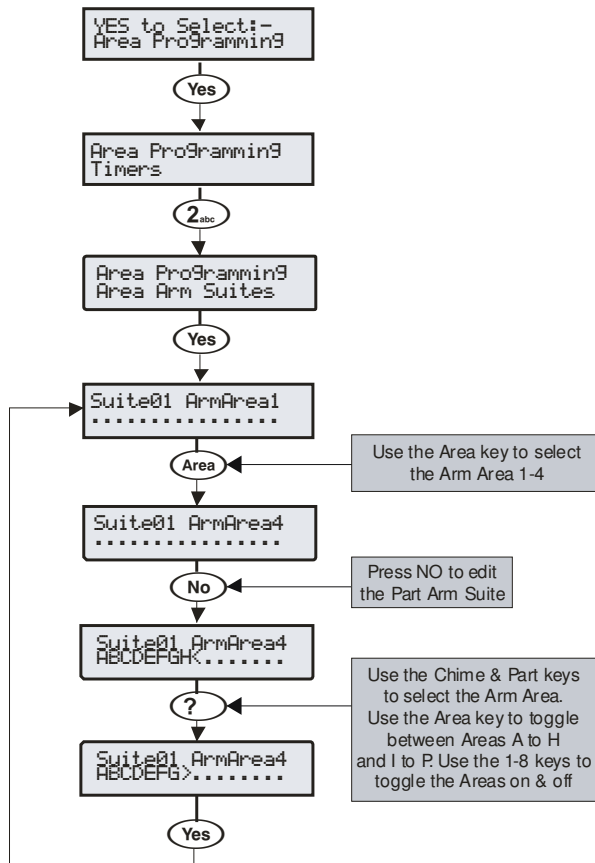 YES to Select:-
Area Programming
Yes
Area Programming
Timers
2abc
Area Programming
Area Arm Suites
Yes
Suite01 ArmArea1
................
Area
Use the Area key to select
the Arm Area 1-4
Suite01 ArmArea4
................
No
Press NO to edit
the Part Arm Suite
Suite01 ArmArea4
ABCDEFGH<.......
?
Use the Chime & Part keys
to select the Arm Area.
Use the Area key to toggle
between Areas A to H
and I to P. Use the 1-8 keys to
toggle the Areas on & off
Suite01 ArmArea4
ABCDEFG>........
Yes